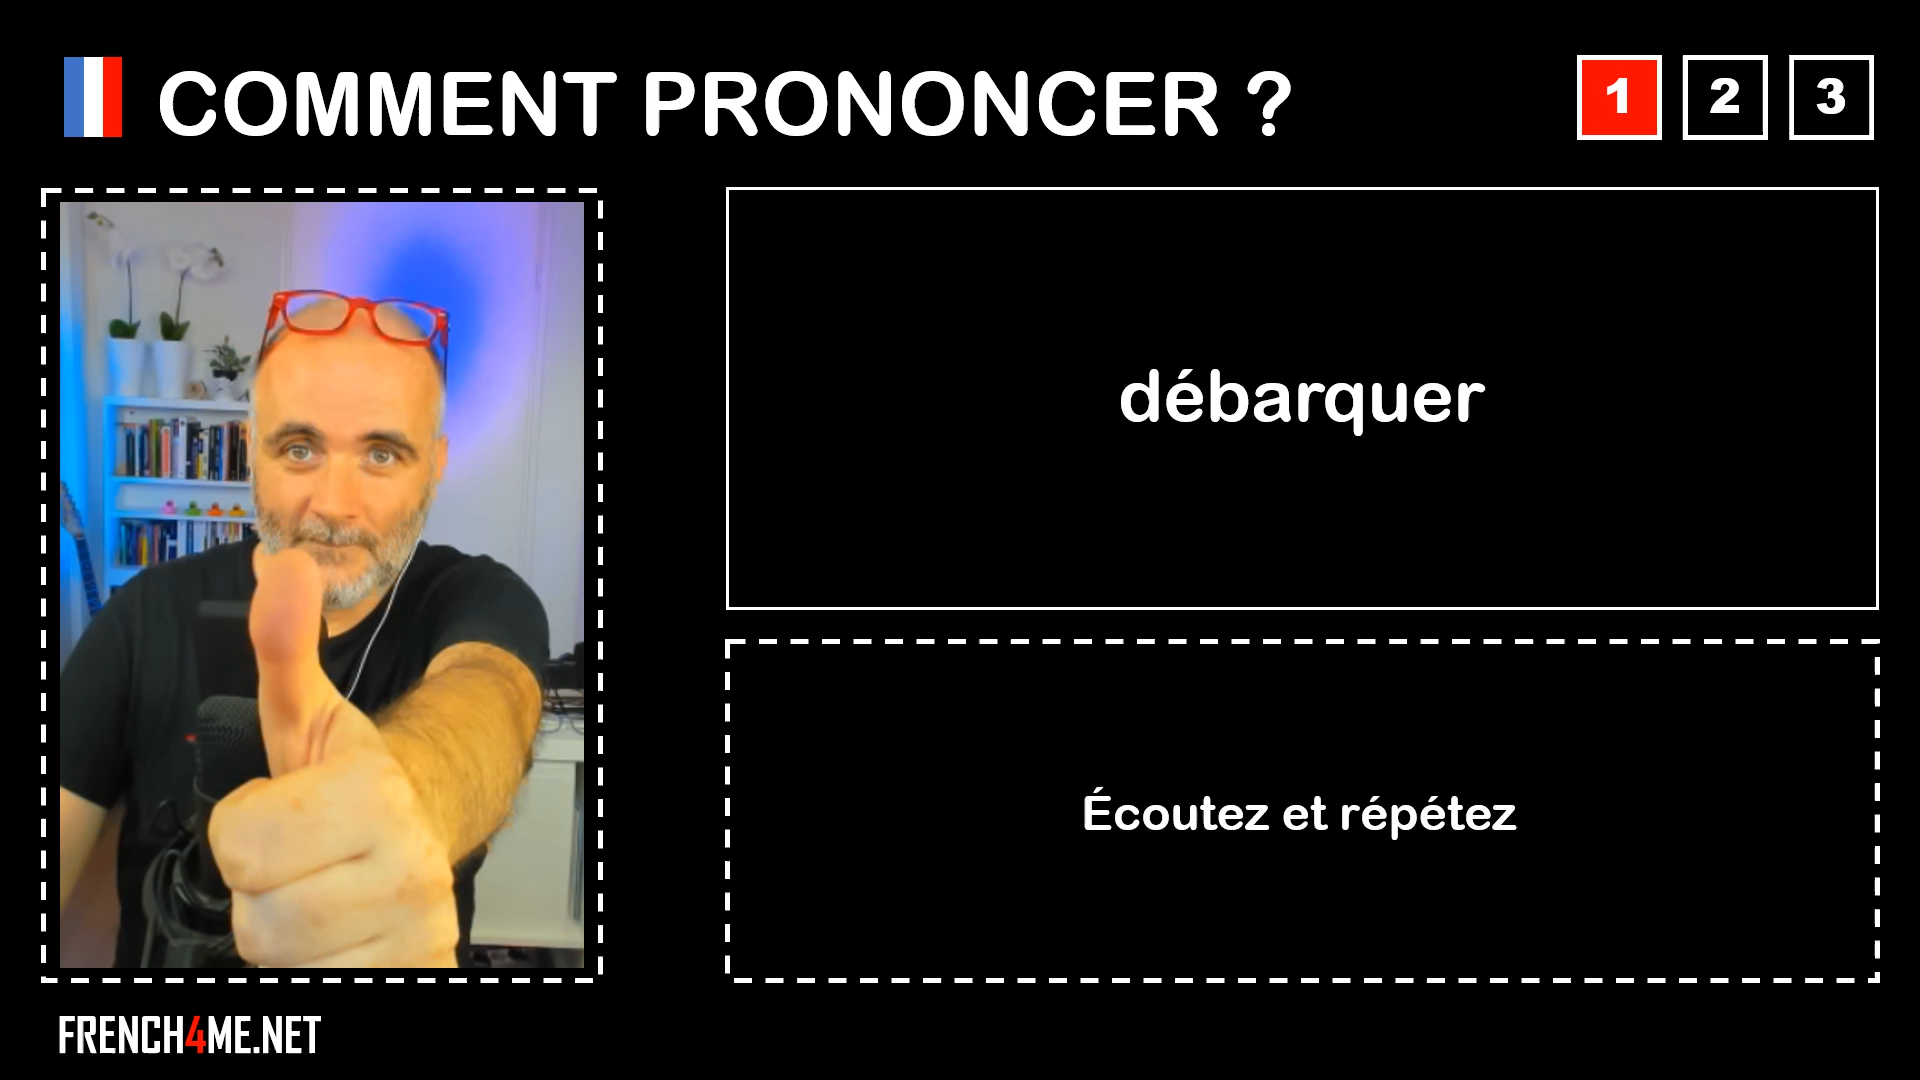 COMMENT PRONONCER ?
1 2 3
débarquer
Écoutez et répétez
FRENCH4ME.NET